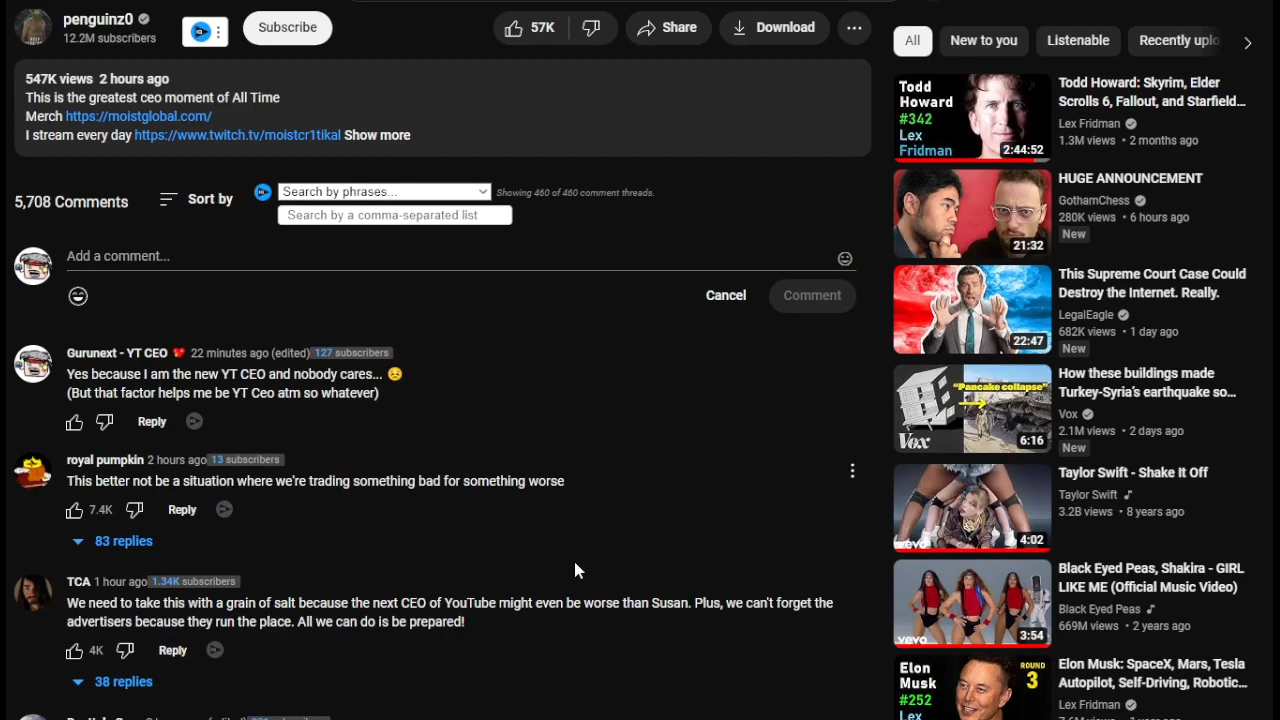 penguinz0
12.2M subscribers
Subscribe
57K
Share
Download
547K views 2 hours ago
This is the greatest ceo moment of All Time
Merch https://moistglobal.com/
I stream every day https://www.twitch.tv/moistcr1tikal Show more
5,708 Comments
Sort by
Search by phrases...
Showing 460 of 460 comment threads.
Search by a comma-separated list
Add a comment...
Cancel
Comment
Gurunext - YT CEO 22 minutes ago (edited) 127 subscribers
Yes because I am the new YT CEO and nobody cares... 😣
(But that factor helps me be YT Ceo atm so whatever)
Reply
royal pumpkin 2 hours ago 13 subscribers
This better not be a situation where we're trading something bad for something worse
7.4K Reply
83 replies
TCA 1 hour ago 1.34K subscribers
We need to take this with a grain of salt because the next CEO of YouTube might even be worse than Susan. Plus, we can't forget the
advertisers because they run the place. All we can do is be prepared!
4K Reply
38 replies
All
New to you
Listenable
Recently uplo
Todd
Howard
#342
Lex
Fridman
2:44:52
Todd Howard: Skyrim, Elder
Scrolls 6, Fallout, and Starfield...
Lex Fridman
1.3M views • 2 months ago
21:32
HUGE ANNOUNCEMENT
GothamChess
280K views • 6 hours ago
New
22:47
This Supreme Court Case Could
Destroy the Internet. Really.
LegalEagle
682K views • 1 day ago
New
"Pancake collapse"
Vox
6:16
How these buildings made
Turkey-Syria's earthquake so...
Vox
2.1M views • 2 days ago
New
vevo
4:02
Taylor Swift - Shake It Off
Taylor Swift
3.2B views • 8 years ago
vevo
3:54
Black Eyed Peas, Shakira - GIRL
LIKE ME (Official Music Video)
Black Eyed Peas
669M views • 2 years ago
Elon
Musk
#252
Lex
ROUND
3
Elon Musk: SpaceX, Mars, Tesla
Autopilot, Self-Driving, Robotic...
Lex Fridman